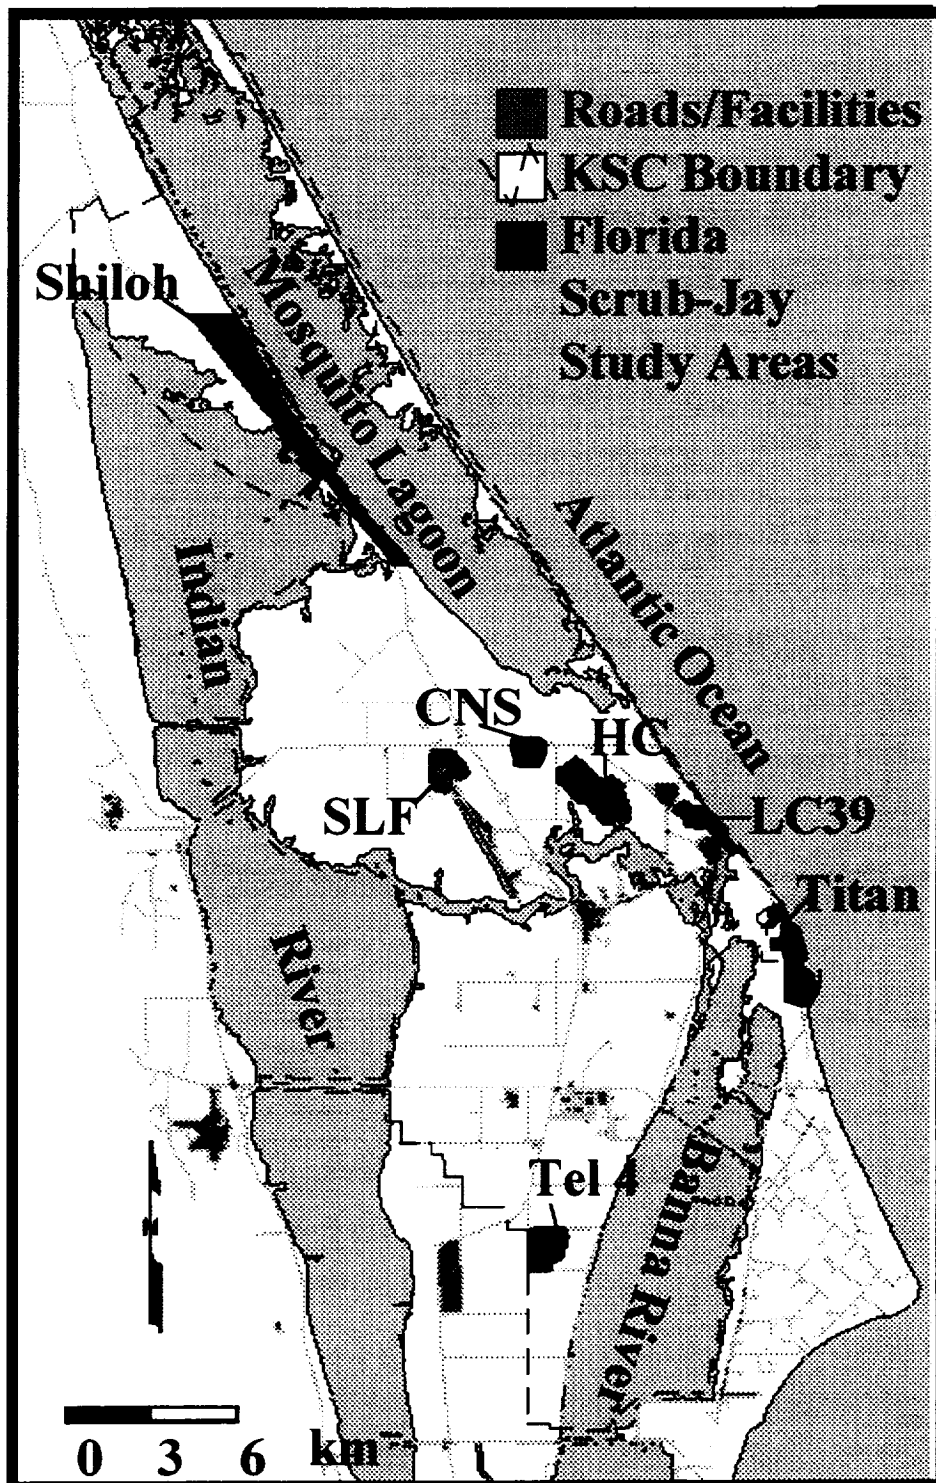 Roads/Facilities
KSC Boundary
Florida
Scrub-Jay
Study Areas
Shiloh
Mosquito Lagoon
Atlantic Ocean
Indian
CNS
HC
SLF
LC39
Titan
River
Tel 4
Banna River
N
0 3 6 km